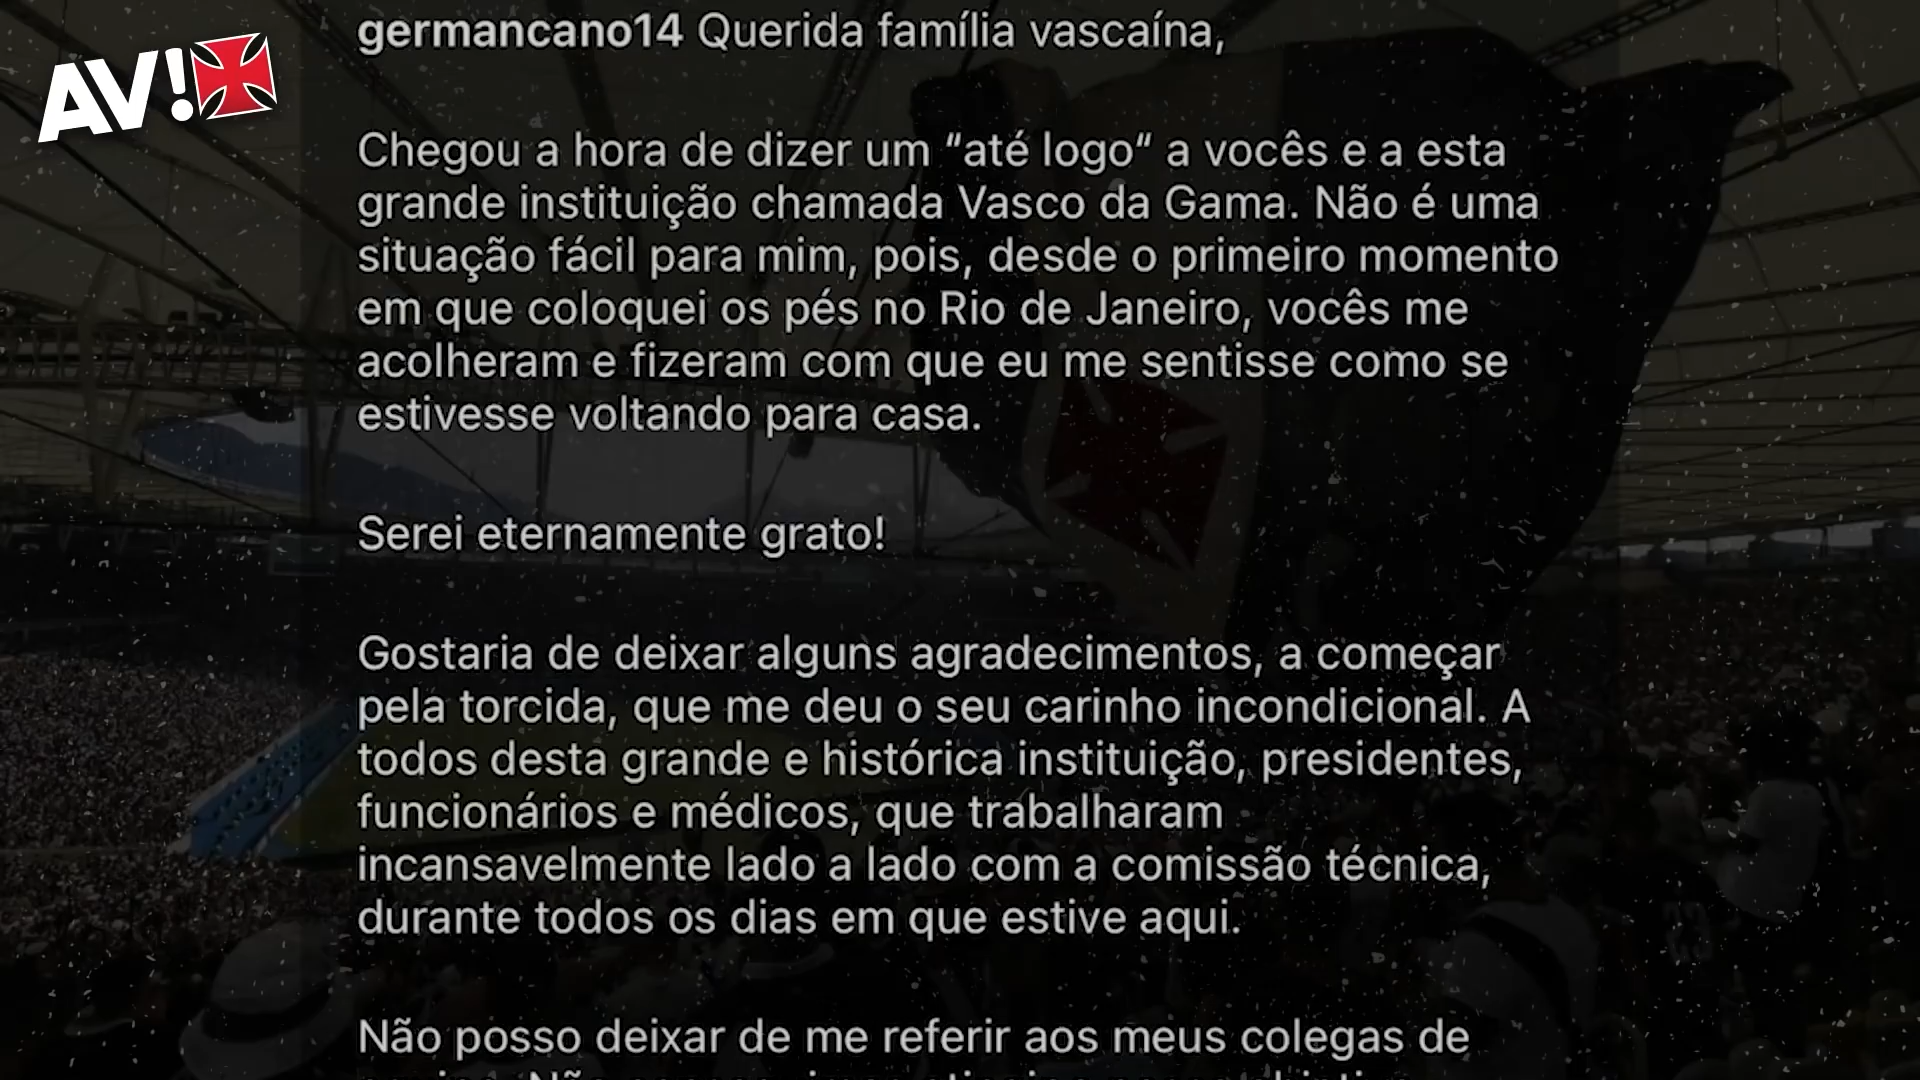 AV!
germancano14 Querida família vascaína,
Chegou a hora de dizer um “até logo“ a vocês e a esta
grande instituição chamada Vasco da Gama. Não é uma
situação fácil para mim, pois, desde o primeiro momento
em que coloquei os pés no Rio de Janeiro, vocês me
acolheram e fizeram com que eu me sentisse como se
estivesse voltando para casa.
Serei eternamente grato!
Gostaria de deixar alguns agradecimentos, a começar
pela torcida, que me deu o seu carinho incondicional. A
todos desta grande e histórica instituição, presidentes,
funcionários e médicos, que trabalharam
incansavelmente lado a lado com a comissão técnica,
durante todos os dias em que estive aqui.
Não posso deixar de me referir aos meus colegas de